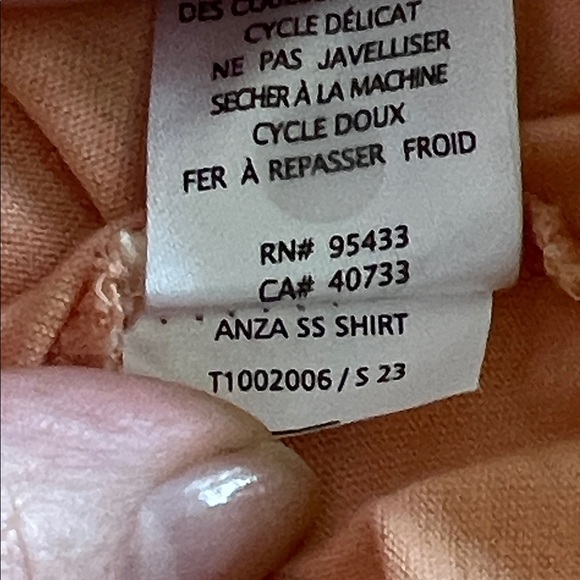 DES
CYCLE DÉLICAT
NE PAS JAVELLISER
SECHER À LA MACHINE
CYCLE DOUX
FER À REPASSER FROID
RN# 95433
CA# 40733
ANZA SS SHIRT
T1002006 / S 23